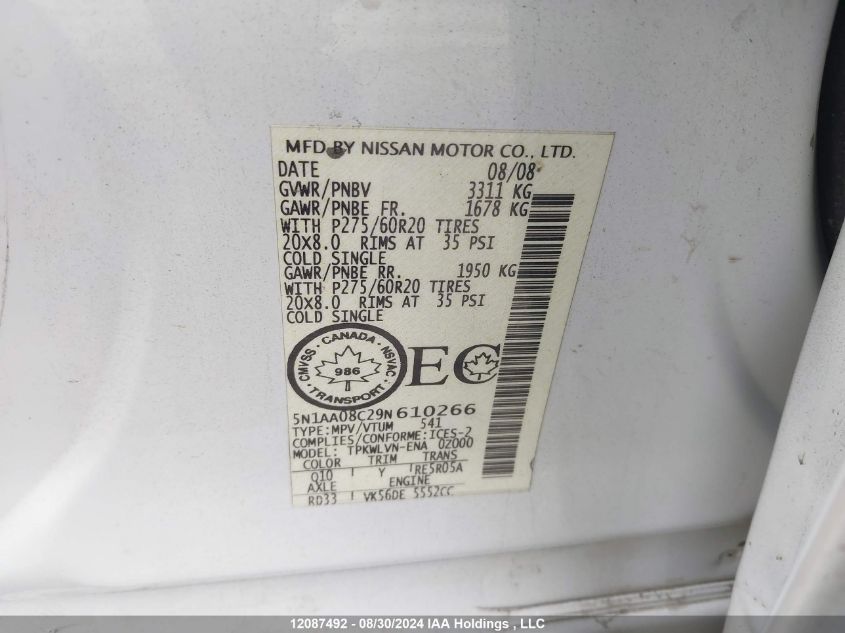 MFD BY NISSAN MOTOR CO., LTD.
DATE 08/08
GVWR/PNBV 3311 KG
GAWR/PNBE FR. 1678 KG
WITH P275/60R20 TIRES
20X8.0 RIMS AT 35 PSI
COLD SINGLE
GAWR/PNBE RR. 1950 KG
WITH P275/60R20 TIRES
20X8.0 RIMS AT 35 PSI
COLD SINGLE
CMVSS · CANADA · NSVAC · TRANSPORT ·
986
EC
5N1AA08C29N610266
TYPE:MPV/VTUM 541
COMPLIES/CONFORME:ICES-2
MODEL: TPKWLVN-ENA 0Z000
COLOR TRIM TRANS
Q10 Y RE5R05A
AXLE ENGINE
RD33 VK56DE 5552CC
12087492 - 08/30/2024 IAA Holdings, LLC